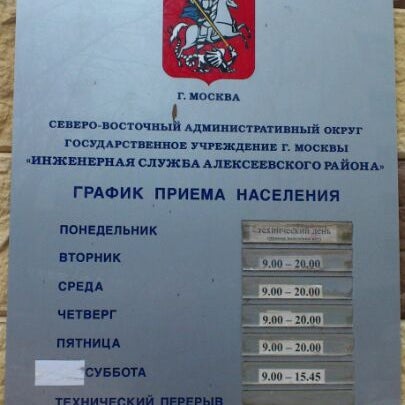 Г. МОСКВА
СЕВЕРО-ВОСТОЧНЫЙ АДМИНИСТРАТИВНЫЙ ОКРУГ
ГОСУДАРСТВЕННОЕ УЧРЕЖДЕНИЕ Г. МОСКВЫ
«ИНЖЕНЕРНАЯ СЛУЖБА АЛЕКСЕЕВСКОГО РАЙОНА»
ГРАФИК ПРИЕМА НАСЕЛЕНИЯ
ПОНЕДЕЛЬНИК ТЕХНИЧЕСКИЙ ДЕНЬ
ВТОРНИК 9.00 – 20.00
СРЕДА 9.00 – 20.00
ЧЕТВЕРГ 9.00 – 20.00
ПЯТНИЦА 9.00 – 20.00
СУББОТА 9.00 – 15.45
ТЕХНИЧЕСКИЙ ПЕРЕРЫВ